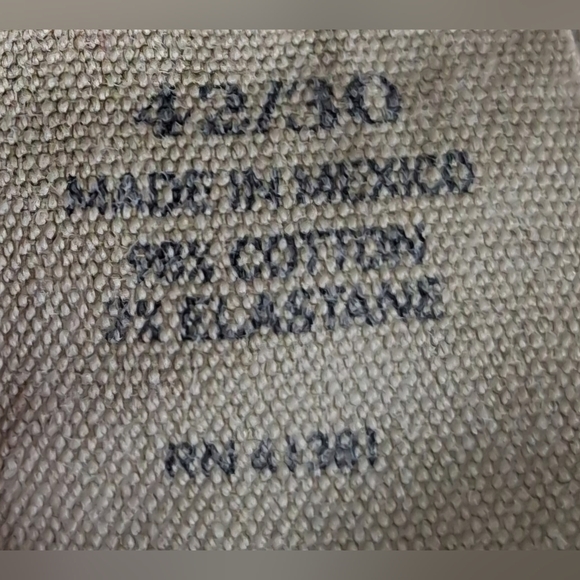 42/30
MADE IN MEXICO
98% COTTON
2% ELASTANE
RN 41381